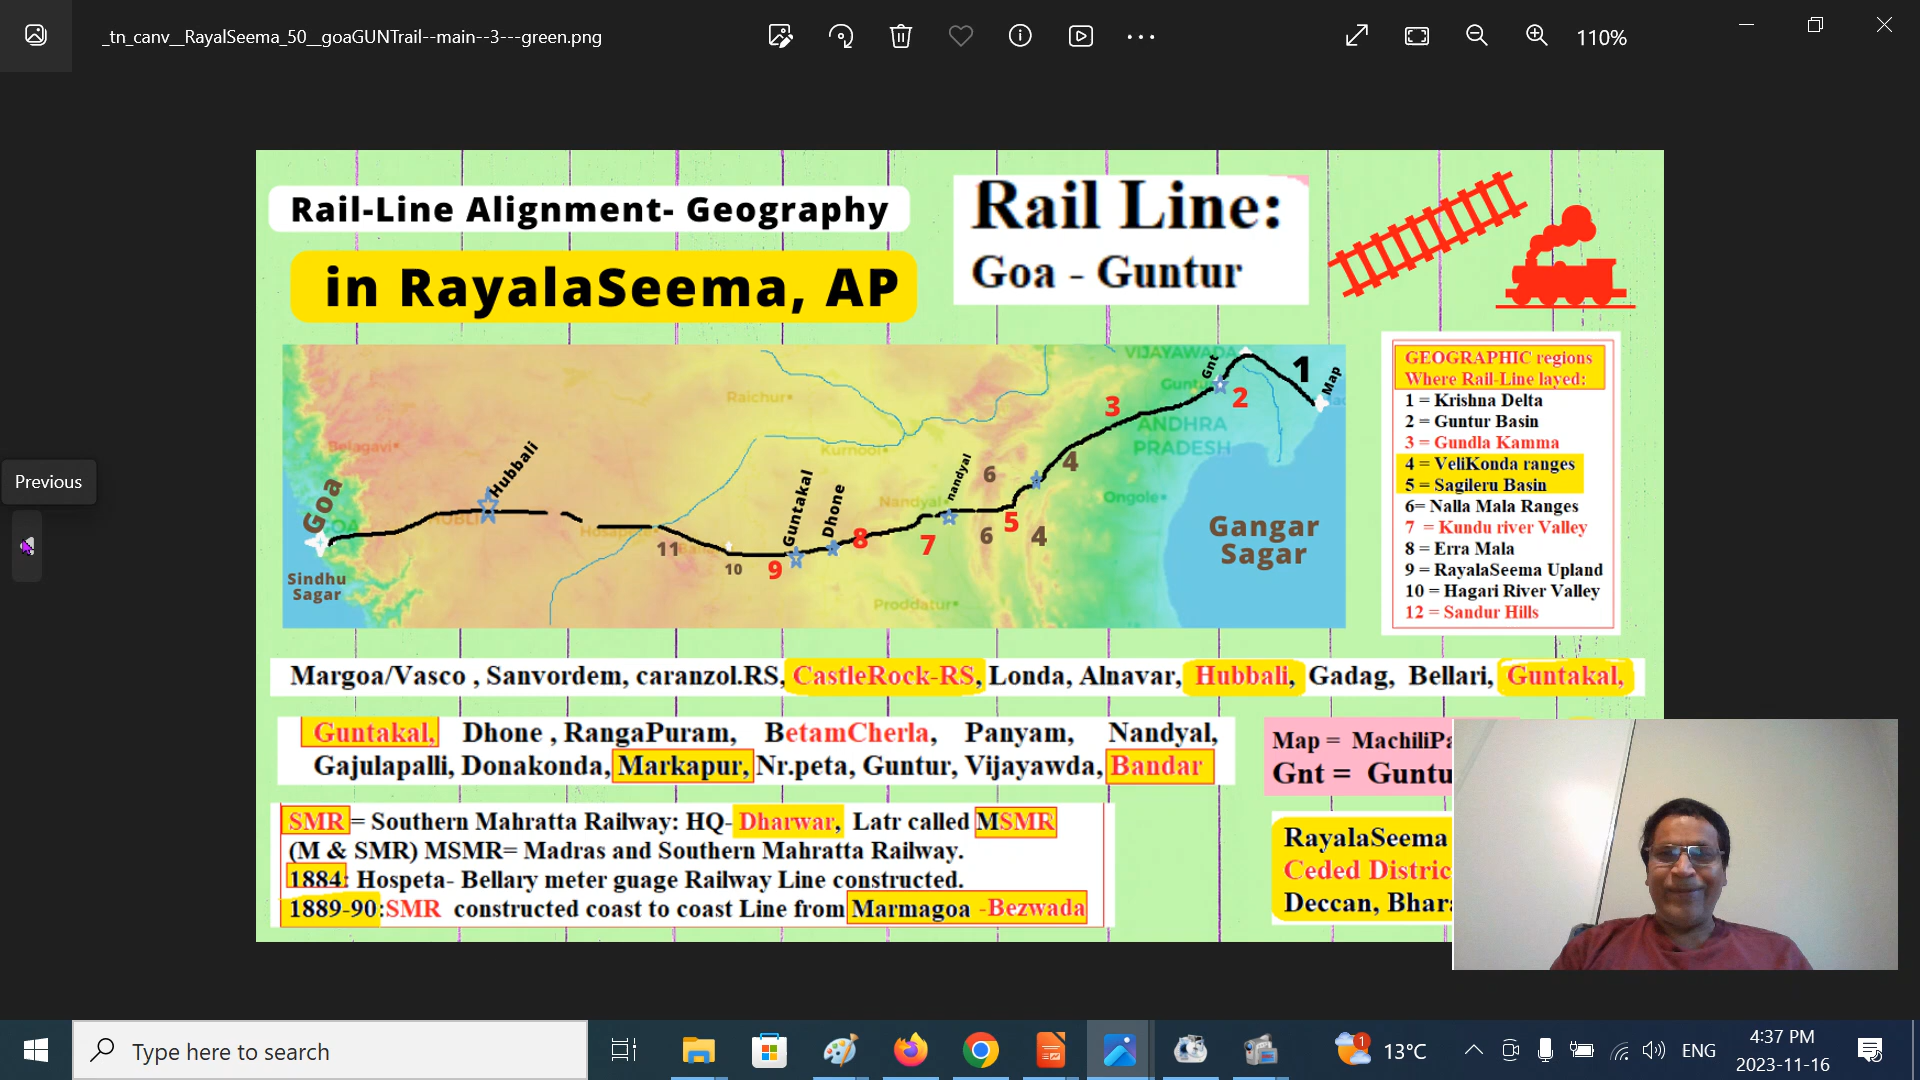 _tn_canv__RayalSeema_50__goaGUNTrail--main--3---green.png
110%
Rail-Line Alignment- Geography
in RayalaSeema, AP
Rail Line:
Goa - Guntur
GEOGRAPHIC regions
Where Rail-Line layed:
1 = Krishna Delta
2 = Guntur Basin
3 = Gundla Kamma
4 = VeliKonda ranges
5 = Sagileru Basin
6= Nalla Mala Ranges
7 = Kundu river Valley
8 = Erra Mala
9 = RayalaSeema Upland
10 = Hagari River Valley
12 = Sandur Hills
VIJAYAWADA
Gnt
1
Map
Guntu
2
Raichur
3
ANDHRA
PRADESH
Belagavi
Hubbali
Kurnool
6
4
Previous
Goa
Guntakal
Dhone
Nandyal
nandyal
Ongole
HUBLI
Hospete
11
10
9
8
7
6
5
4
Gangar
Sagar
Sindhu
Sagar
Proddatur
Margoa/Vasco , Sanvordem, caranzol.RS, CastleRock-RS, Londa, Alnavar, Hubbali, Gadag, Bellari, Guntakal,
Guntakal, Dhone , RangaPuram, BetamCherla, Panyam, Nandyal,
Gajulapalli, Donakonda, Markapur, Nr.peta, Guntur, Vijayawda, Bandar
Map = MachiliPa
Gnt = Guntu
SMR = Southern Mahratta Railway: HQ- Dharwar, Latr called MSMR
(M & SMR) MSMR= Madras and Southern Mahratta Railway.
1884: Hospeta- Bellary meter guage Railway Line constructed.
1889-90:SMR constructed coast to coast Line from Marmagoa -Bezwada
RayalaSeema
Ceded Distric
Deccan, Bhar
Type here to search
1
13°C
ENG
4:37 PM
2023-11-16